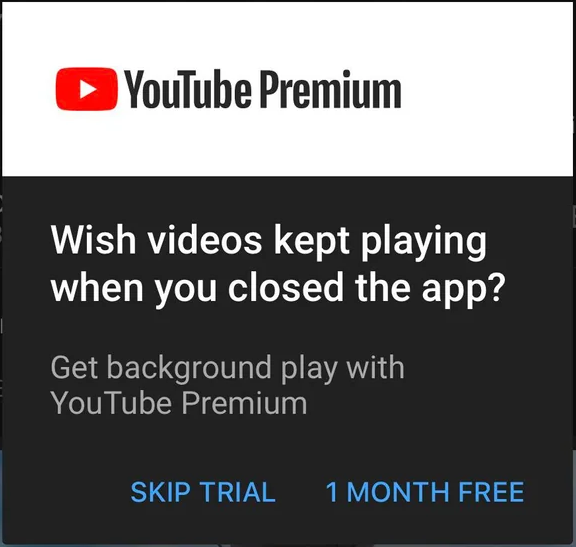 YouTube Premium
Wish videos kept playing
when you closed the app?
Get background play with
YouTube Premium
SKIP TRIAL 1 MONTH FREE